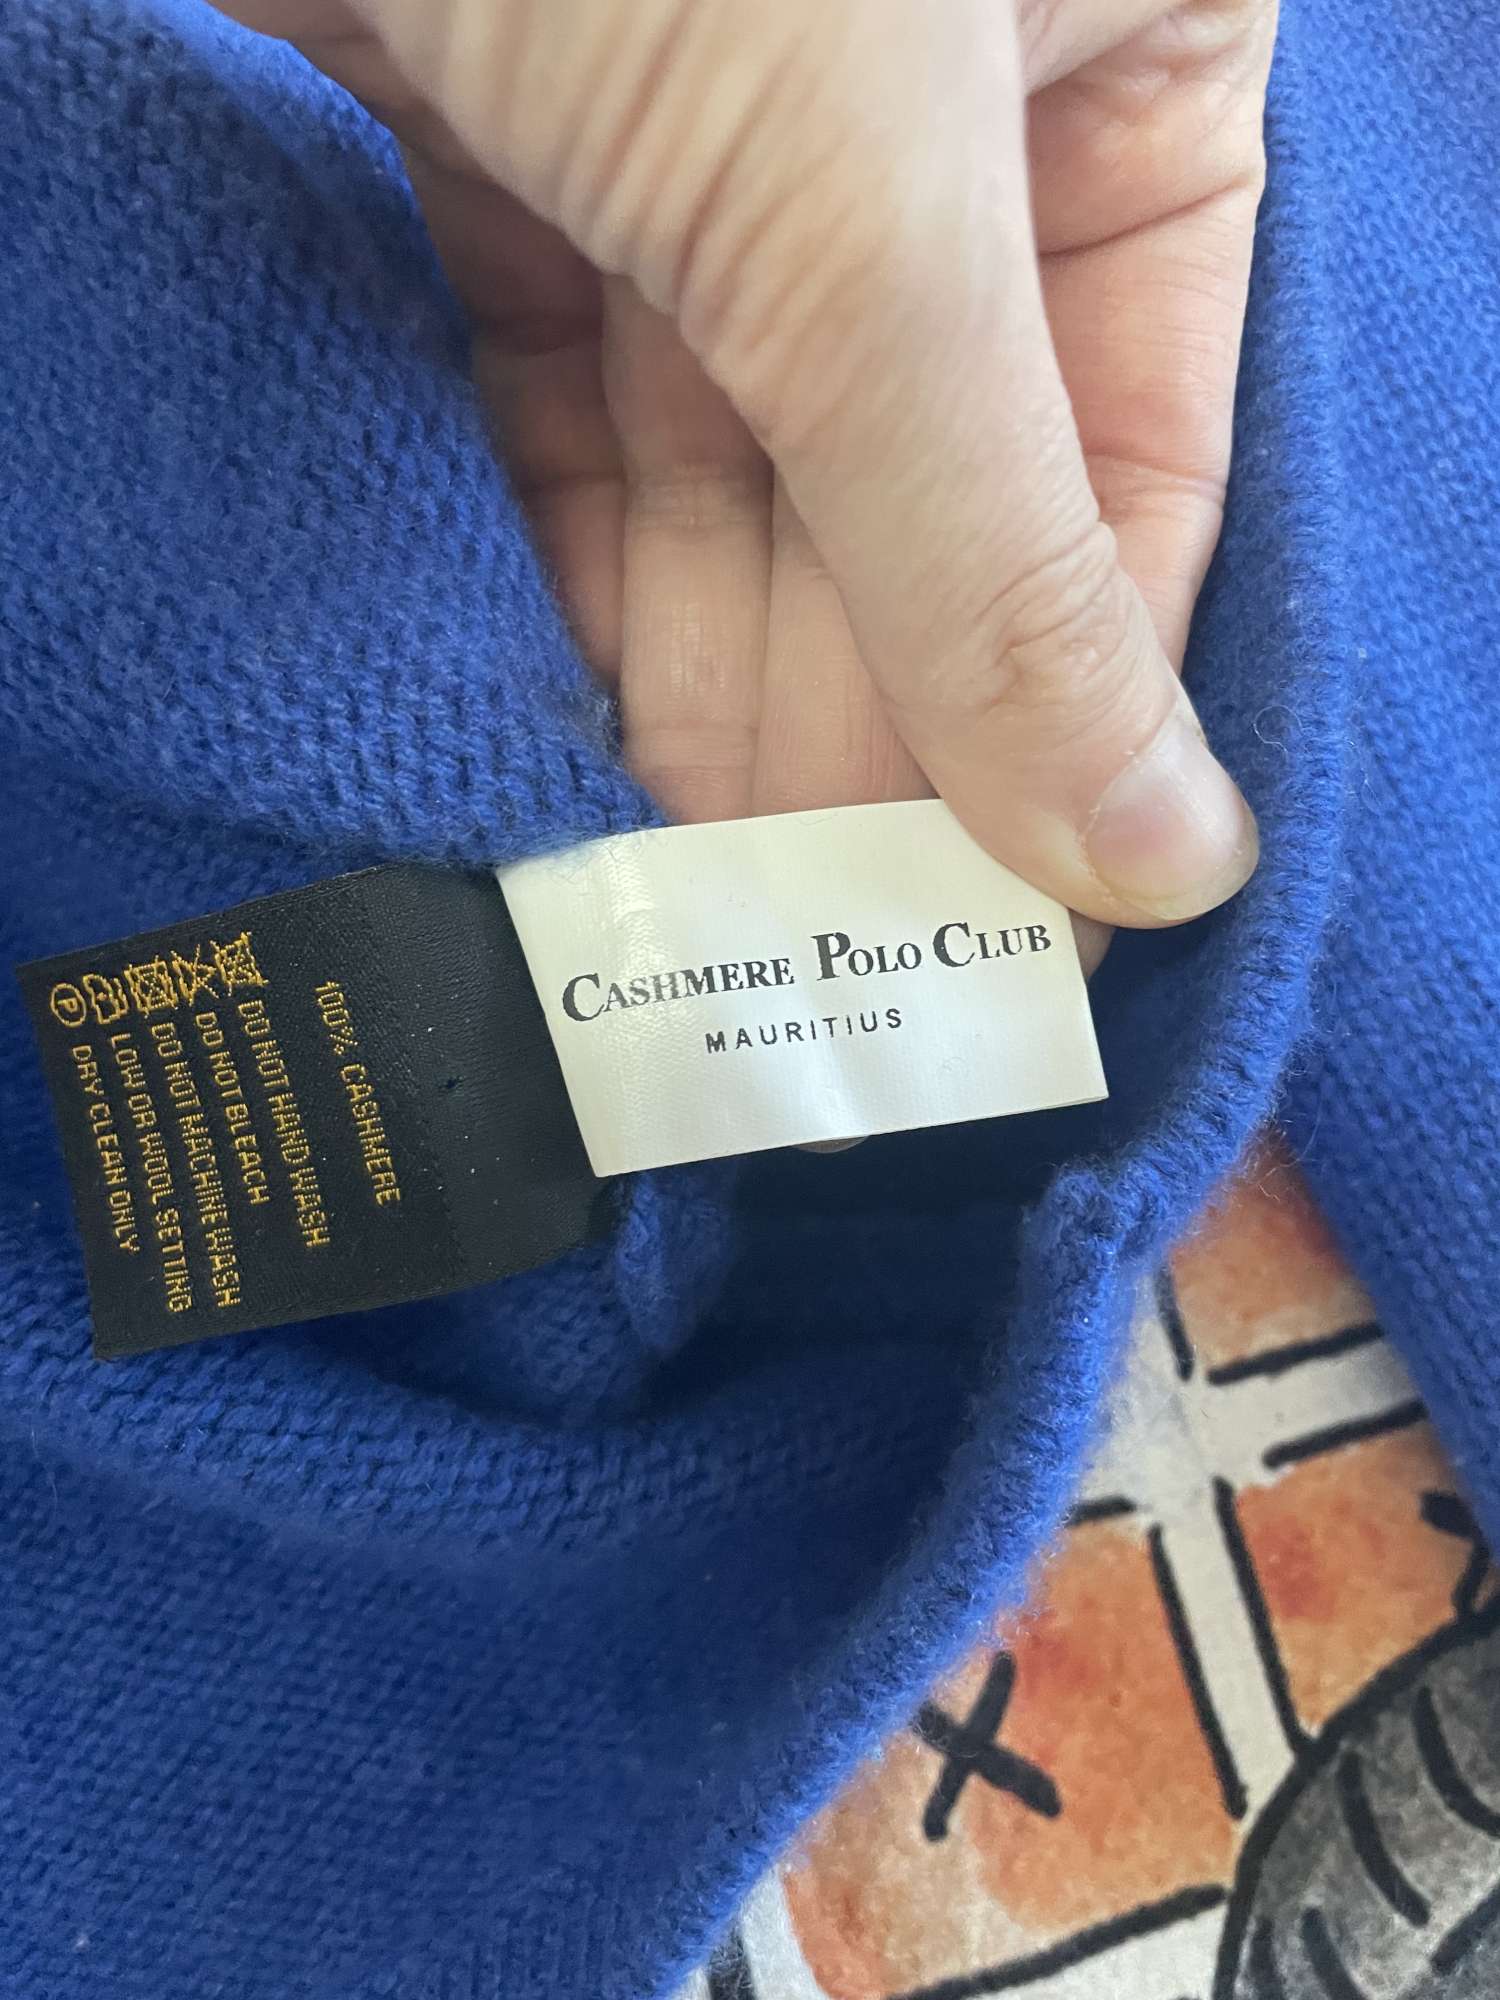 CASHMERE POLO CLUB
MAURITIUS
100% CASHMERE
DO NOT HAND WASH
DO NOT BLEACH
DO NOT MACHINE WASH
LOW OR WOOL SETTING
P DRY CLEAN ONLY